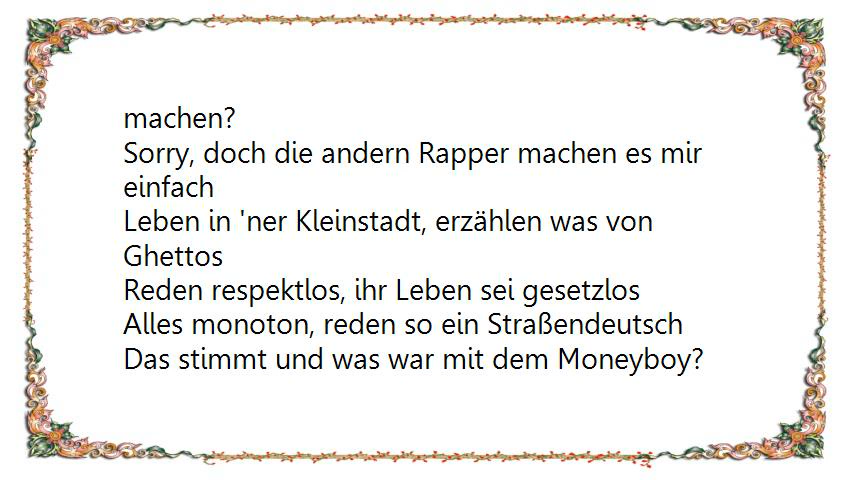 machen?
Sorry, doch die andern Rapper machen es mir
einfach
Leben in 'ner Kleinstadt, erzählen was von
Ghettos
Reden respektlos, ihr Leben sei gesetzlos
Alles monoton, reden so ein Straßendeutsch
Das stimmt und was war mit dem Moneyboy?